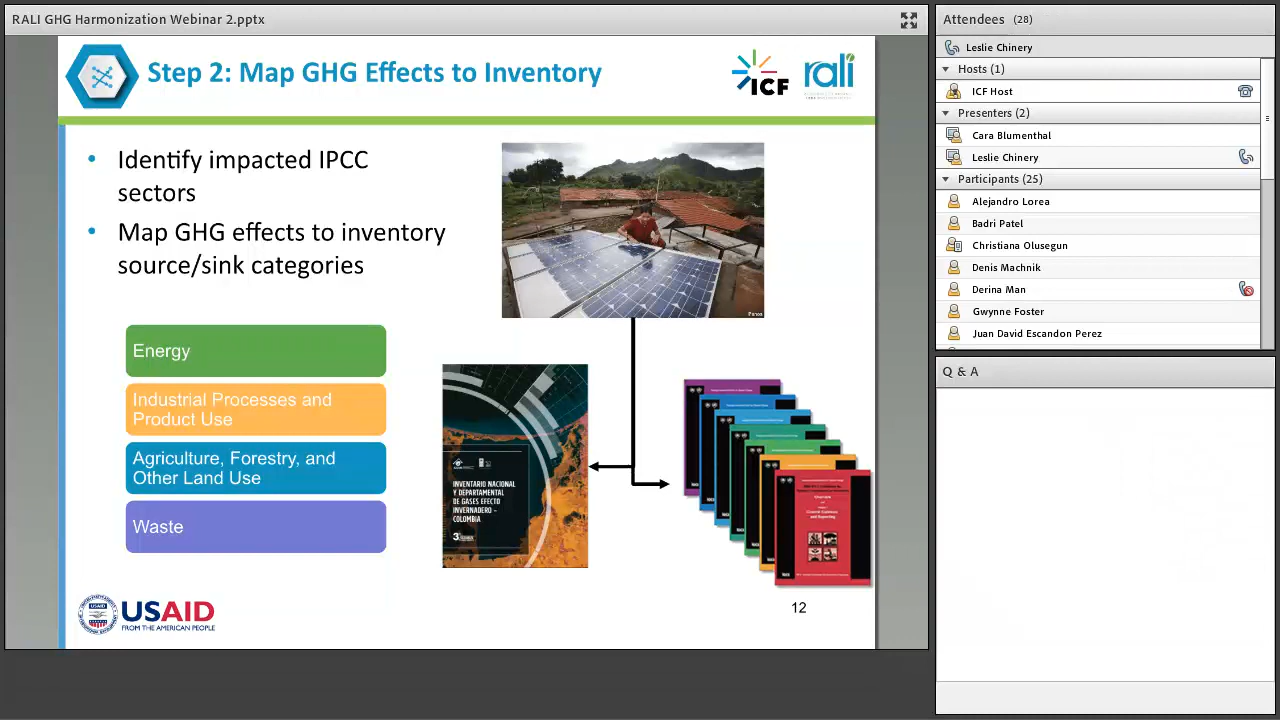 RALI GHG Harmonization Webinar 2.pptx
Step 2: Map GHG Effects to Inventory
ICF
rali
• Identify impacted IPCC
sectors
• Map GHG effects to inventory
source/sink categories
Panos
Energy
Industrial Processes and
Product Use
Agriculture, Forestry, and
Other Land Use
Waste
INVENTARIO NACIONAL
Y DEPARTAMENTAL
DE GASES EFECTO
INVERNADERO -
COLOMBIA
USAID
FROM THE AMERICAN PEOPLE
12
Attendees (28)
Leslie Chinery
Hosts (1)
ICF Host
Presenters (2)
Cara Blumenthal
Leslie Chinery
Participants (25)
Alejandro Lorea
Badri Patel
Christiana Olusegun
Denis Machnik
Derina Man
Gwynne Foster
Juan David Escandon Perez
Q & A